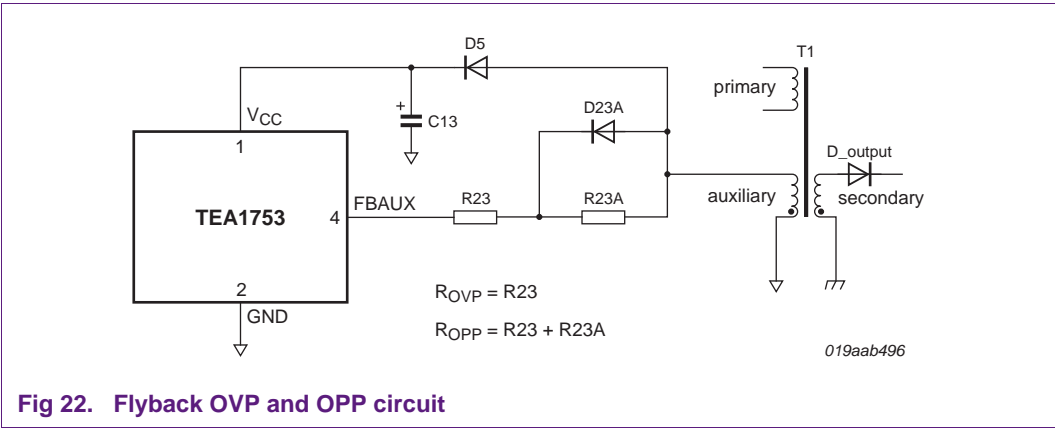 D5
T1
primary
D23A
+
C13
VCC
1
D_output
FBAUX
R23
R23A
auxiliary
secondary
TEA1753
4
2
GND
ROVP = R23
ROPP = R23 + R23A
019aab496
Fig 22. Flyback OVP and OPP circuit